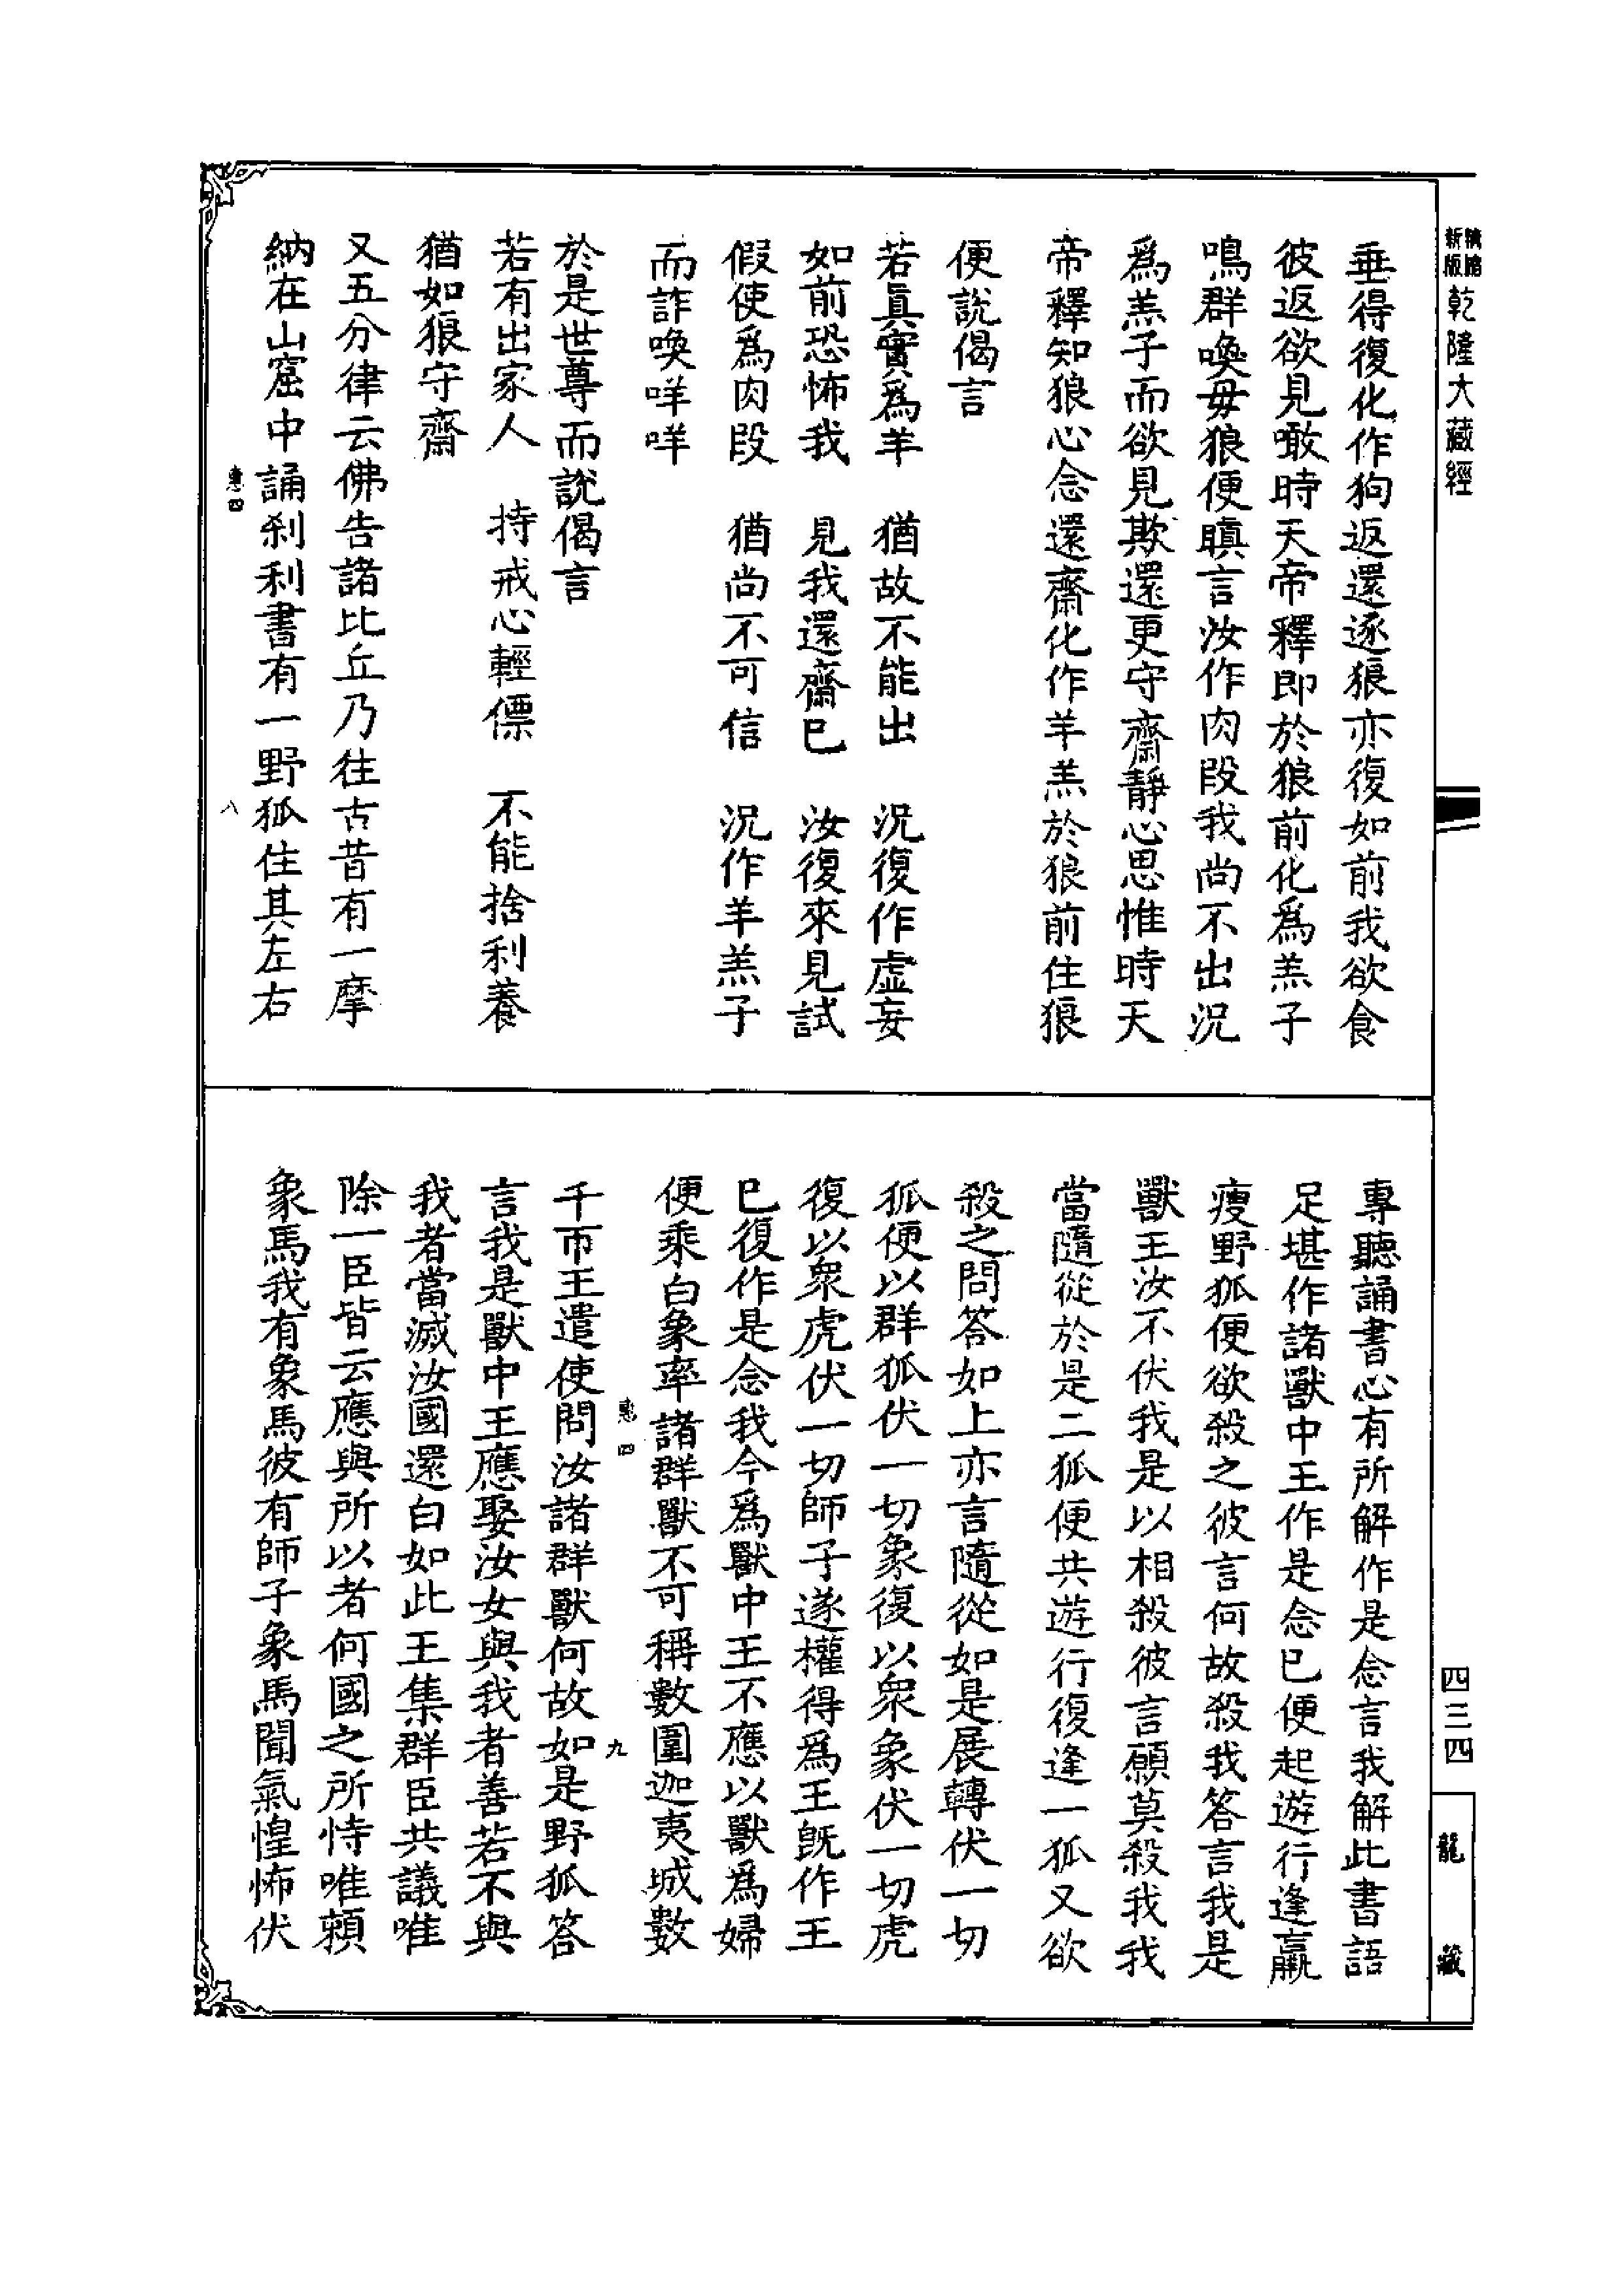 新版
乾隆大藏經
垂得復化作狗返還逐狼亦復如前我欲食
彼返欲見噉時天帝釋即於狼前化爲羔子
鳴群喚毋狼便瞋言汝作肉段我尚不出況
爲羔子而欲見欺還更守齋靜心思惟時天
帝釋知狼心念還齋化作羊羔於狼前住狼
便說偈言
若眞實爲羊　猶故不能出　況復作虛妄
如前恐怖我　見我還齋巳　汝復來見試
假使爲肉段　猶尚不可信　況作羊羔子
而詐喚咩咩
於是世尊而說偈言
若有出家人　持戒心輕僄　不能捨利養
猶如狼守齋
又五分律云佛告諸比丘乃往古昔有一摩
納在山窟中誦刹利書有一野狐住其左右
惠四
八
專聽誦書心有所解作是念言我解此書語
足堪作諸獸中王作是念巳便起遊行逢羸
瘦野狐便欲殺之彼言何故殺我答言我是
獸王汝不伏我是以相殺彼言願莫殺我我
當隨從於是二狐便共遊行復逢一狐又欲
殺之問答如上亦言隨從如是展轉伏一切
狐便以群狐伏一切象復以衆象伏一切虎
復以衆虎伏一切師子遂權得爲王旣作王
巳復作是念我今爲獸中王不應以獸爲婦
便乘白象率諸群獸不可稱數圍迦夷城數
惠四
九
千帀王遣使問汝諸群獸何故如是野狐答
言我是獸中王應娶汝女與我者善若不與
我者當滅汝國還白如此王集群臣共議唯
除一臣皆云應與所以者何國之所恃唯賴
象馬我有象馬彼有師子象馬聞氣惶怖伏
四三四
龍
藏